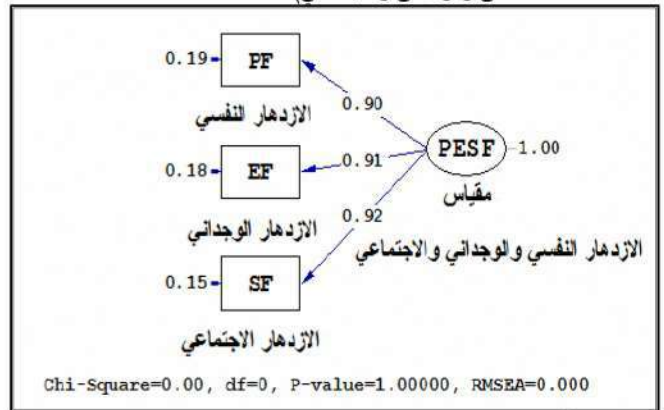 0.19
PF
الازدهار النفسي
0.90
0.18
EF
الازدهار الوجداني
0.91
0.15
SF
الازدهار الاجتماعي
0.92
PESF
1.00
مقياس
الازدهار النفسي والوجداني والاجتماعي
Chi-Square=0.00, df=0, P-value=1.00000, RMSEA=0.000